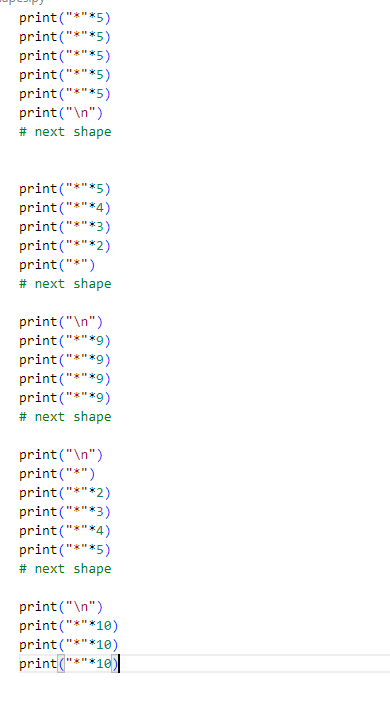 print("*"*5)
print("*"*5)
print("*"*5)
print("*"*5)
print("*"*5)
print("\n")
# next shape
print("*"*5)
print("*"*4)
print("*"*3)
print("*"*2)
print("*")
# next shape
print("\n")
print("*"*9)
print("*"*9)
print("*"*9)
print("*"*9)
# next shape
print("\n")
print("*")
print("*"*2)
print("*"*3)
print("*"*4)
print("*"*5)
# next shape
print("\n")
print("*"*10)
print("*"*10)
print("*"*10)